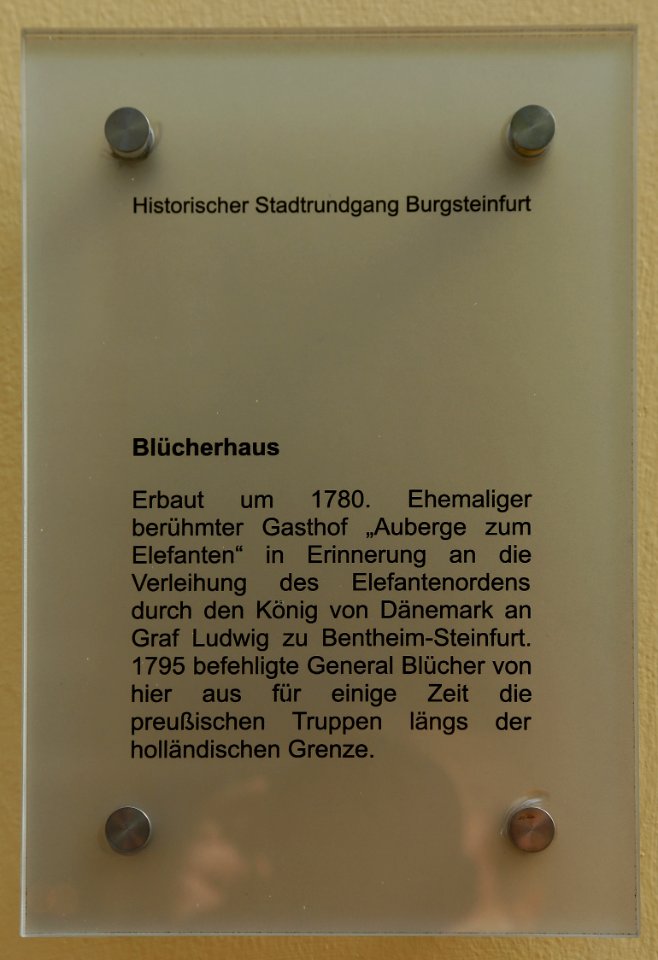 Historischer Stadtrundgang Burgsteinfurt
Blücherhaus
Erbaut um 1780. Ehemaliger
berühmter Gasthof „Auberge zum
Elefanten“ in Erinnerung an die
Verleihung des Elefantenordens
durch den König von Dänemark an
Graf Ludwig zu Bentheim-Steinfurt.
1795 befehligte General Blücher von
hier aus für einige Zeit die
preußischen Truppen längs der
holländischen Grenze.